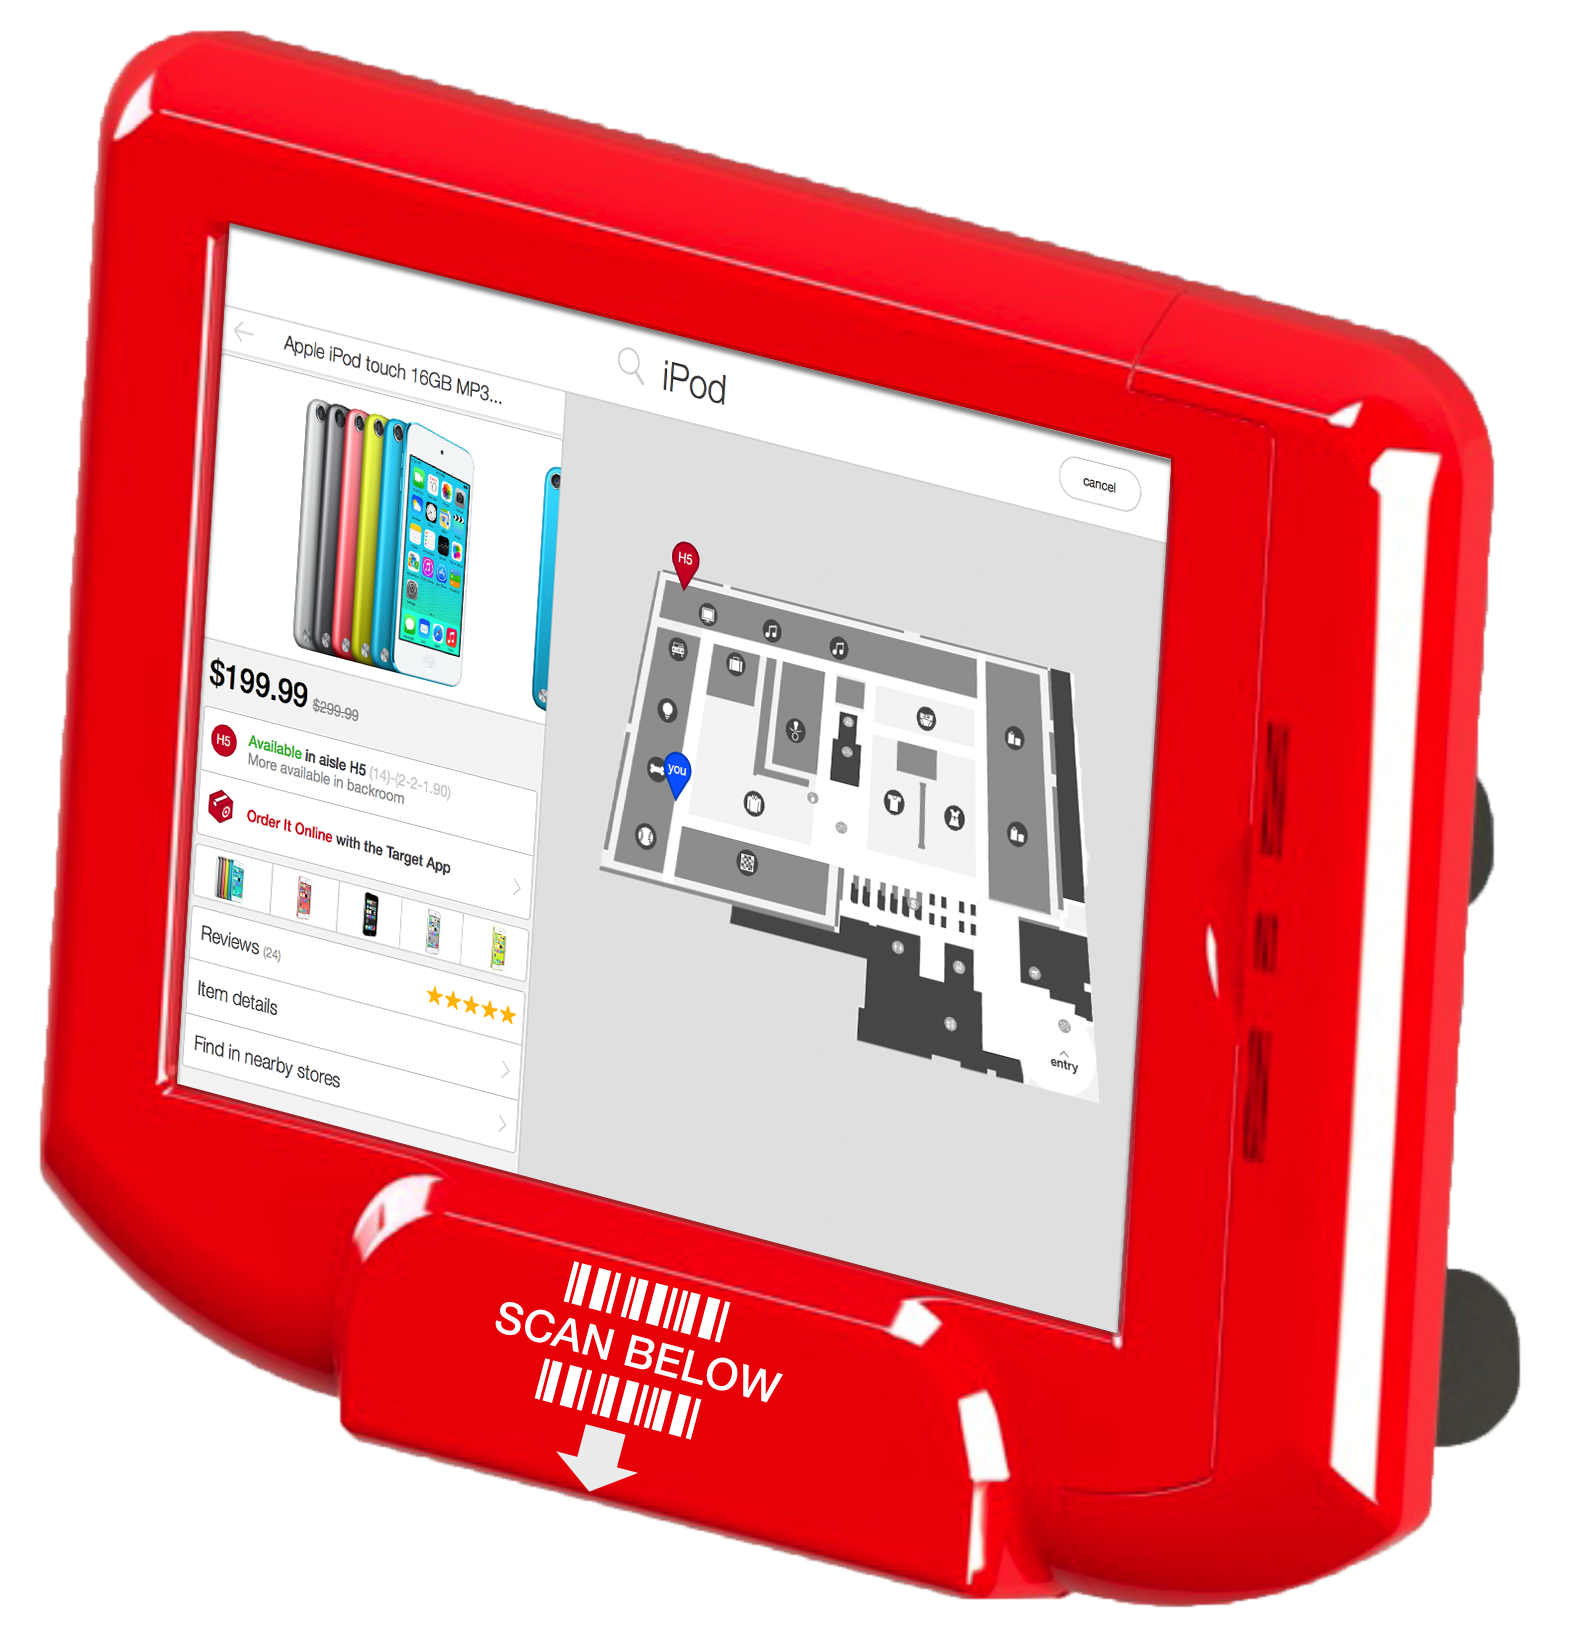 Apple iPod touch 16GB MP3...
iPod
cancel
$199.99 $299.99
H5
Available in aisle H5 (14)-(2-2-1.90)
More available in backroom
Order It Online with the Target App
Reviews (24)
Item details
Find in nearby stores
H5
you
entry
SCAN BELOW